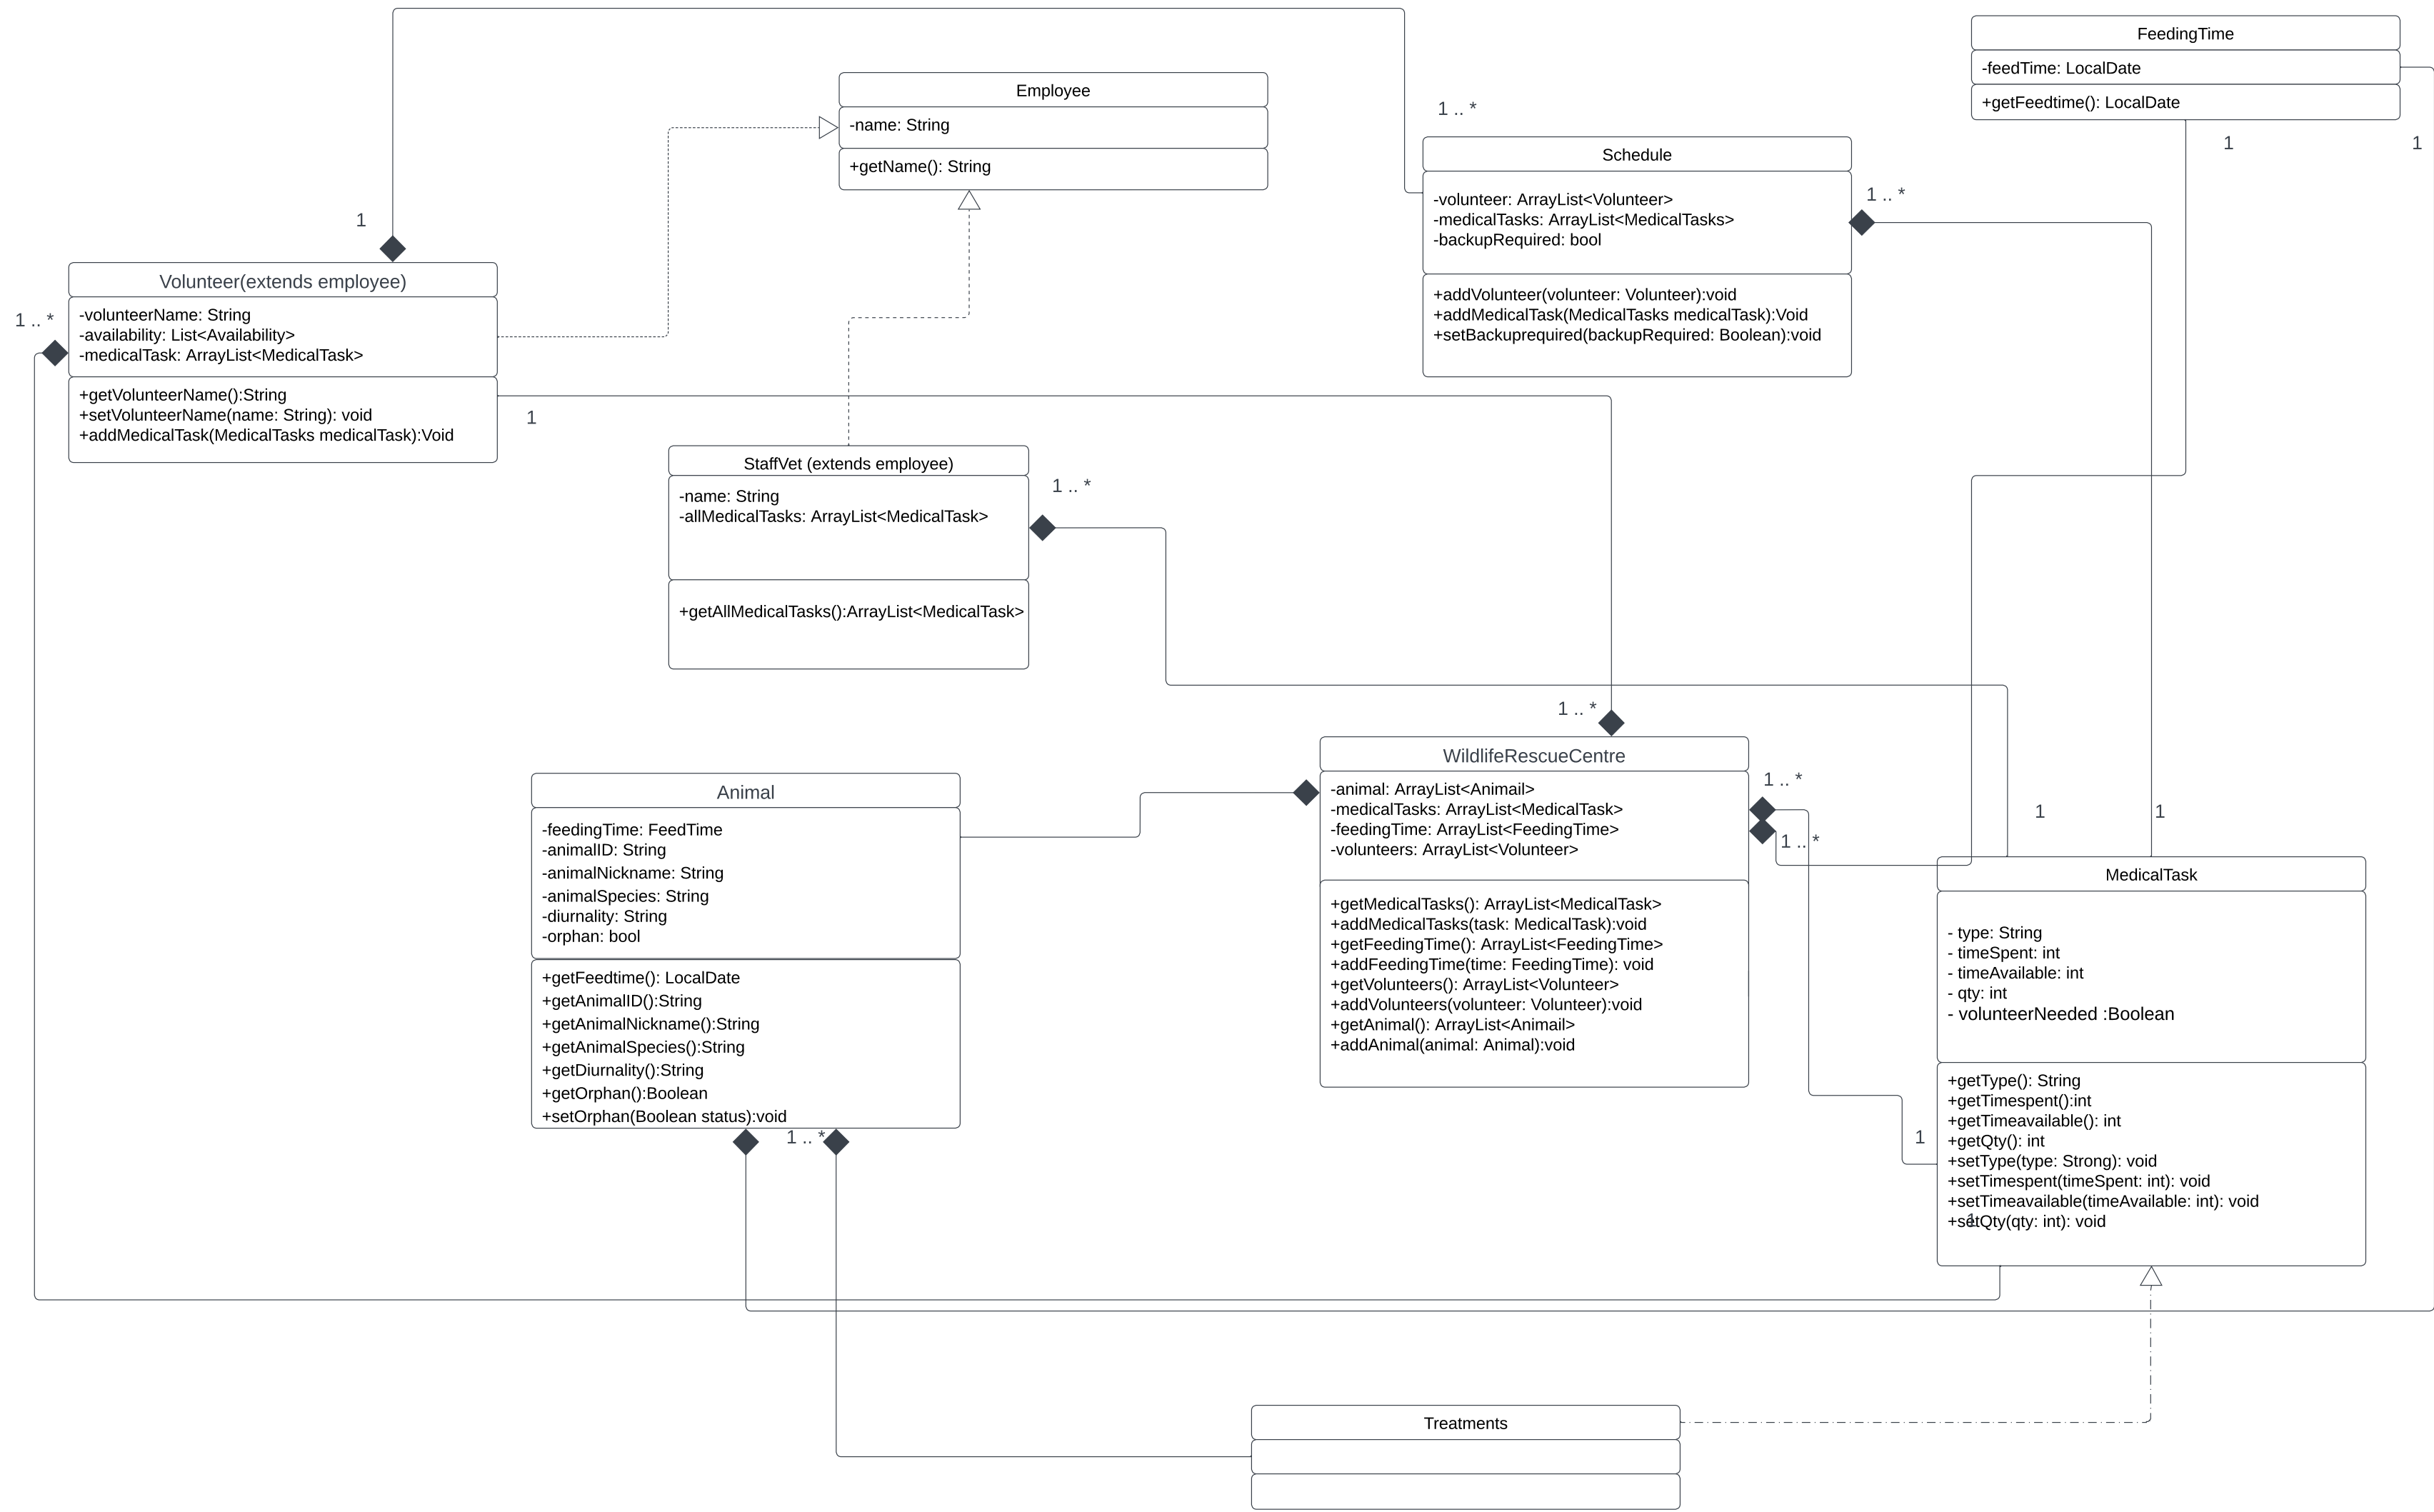 FeedingTime
-feedTime: LocalDate
+getFeedtime(): LocalDate
1
1
Employee
-name: String
+getName(): String
1 .. *
Schedule
-volunteer: ArrayList<Volunteer>
-medicalTasks: ArrayList<MedicalTasks>
-backupRequired: bool
+addVolunteer(volunteer: Volunteer):void
+addMedicalTask(MedicalTasks medicalTask):Void
+setBackuprequired(backupRequired: Boolean):void
1 .. *
1
Volunteer(extends employee)
1 .. *
-volunteerName: String
-availability: List<Availability>
-medicalTask: ArrayList<MedicalTask>
+getVolunteerName():String
+setVolunteerName(name: String): void
+addMedicalTask(MedicalTasks medicalTask):Void
1
StaffVet (extends employee)
-name: String
-allMedicalTasks: ArrayList<MedicalTask>
+getAllMedicalTasks():ArrayList<MedicalTask>
1 .. *
1 .. *
WildlifeRescueCentre
-animal: ArrayList<Animail>
-medicalTasks: ArrayList<MedicalTask>
-feedingTime: ArrayList<FeedingTime>
-volunteers: ArrayList<Volunteer>
+getMedicalTasks(): ArrayList<MedicalTask>
+addMedicalTasks(task: MedicalTask):void
+getFeedingTime(): ArrayList<FeedingTime>
+addFeedingTime(time: FeedingTime): void
+getVolunteers(): ArrayList<Volunteer>
+addVolunteers(volunteer: Volunteer):void
+getAnimal(): ArrayList<Animail>
+addAnimal(animal: Animal):void
1 .. *
1 .. *
Animal
-feedingTime: FeedTime
-animalID: String
-animalNickname: String
-animalSpecies: String
-diurnality: String
-orphan: bool
+getFeedtime(): LocalDate
+getAnimalID():String
+getAnimalNickname():String
+getAnimalSpecies():String
+getDiurnality():String
+getOrphan():Boolean
+setOrphan(Boolean status):void
1 .. *
1
1
MedicalTask
- type: String
- timeSpent: int
- timeAvailable: int
- qty: int
- volunteerNeeded :Boolean
+getType(): String
+getTimespent():int
+getTimeavailable(): int
+getQty(): int
+setType(type: Strong): void
+setTimespent(timeSpent: int): void
+setTimeavailable(timeAvailable: int): void
+setQty(qty: int): void
1
1
Treatments